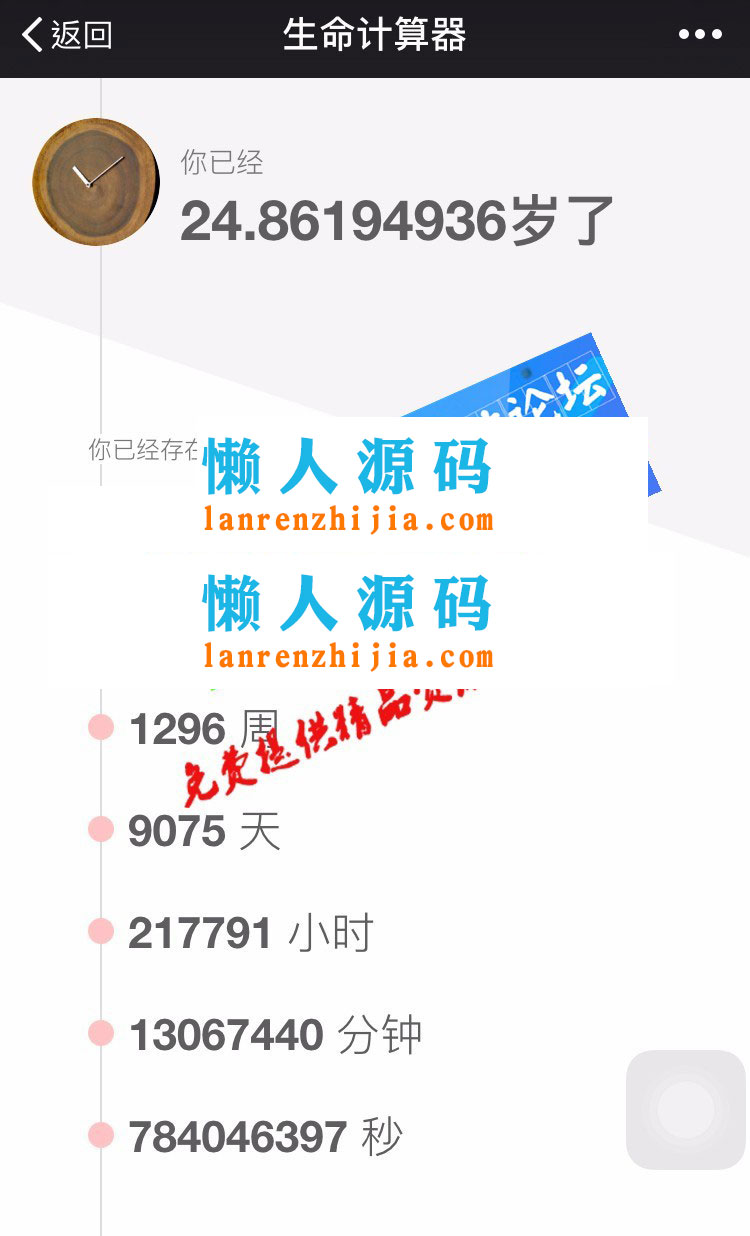 返回
生命计算器
你已经
24.86194936岁了
论坛
你已经存在
懒人源码
lanrenzhijia.com
懒人源码
lanrenzhijia.com
免费提供精品资源
1296 周
9075 天
217791 小时
13067440 分钟
784046397 秒